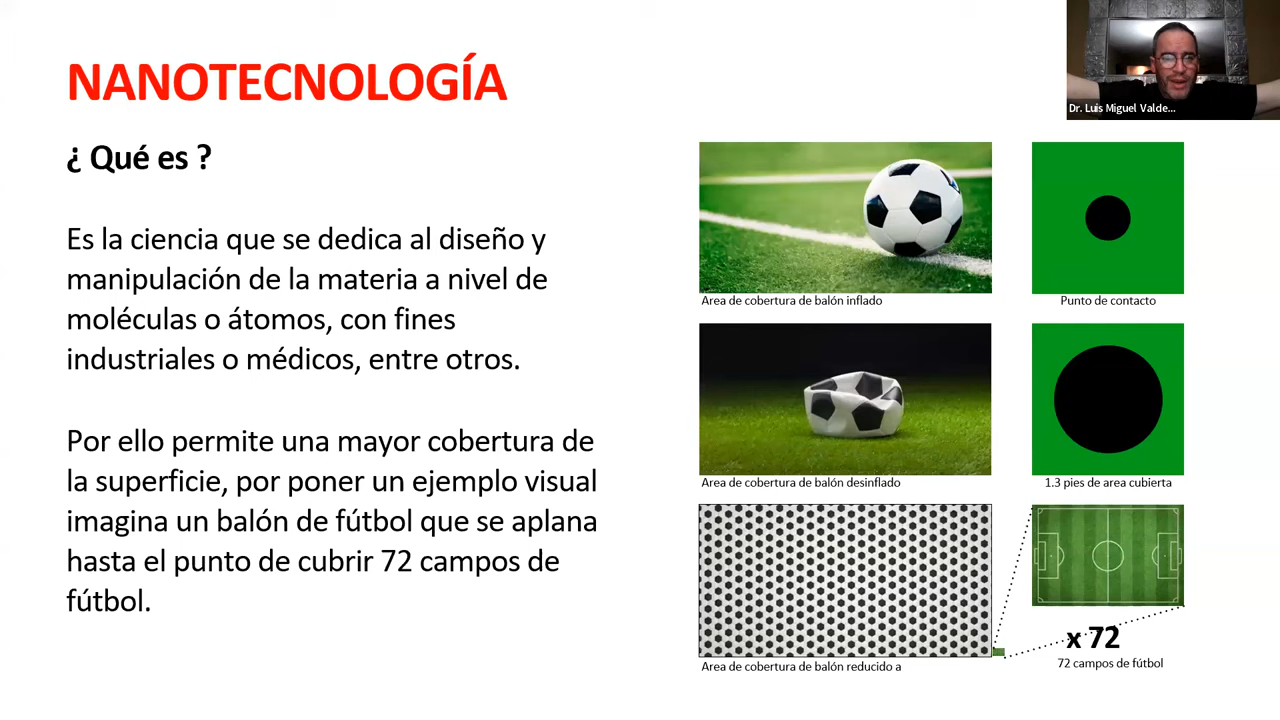 NANOTECNOLOGÍA
¿ Qué es ?
Es la ciencia que se dedica al diseño y
manipulación de la materia a nivel de
moléculas o átomos, con fines
industriales o médicos, entre otros.
Por ello permite una mayor cobertura de
la superficie, por poner un ejemplo visual
imagina un balón de fútbol que se aplana
hasta el punto de cubrir 72 campos de
fútbol.
Dr. Luis Miguel Valde...
Area de cobertura de balón inflado
Punto de contacto
Area de cobertura de balón desinflado
1.3 pies de area cubierta
Area de cobertura de balón reducido a
x 72
72 campos de fútbol